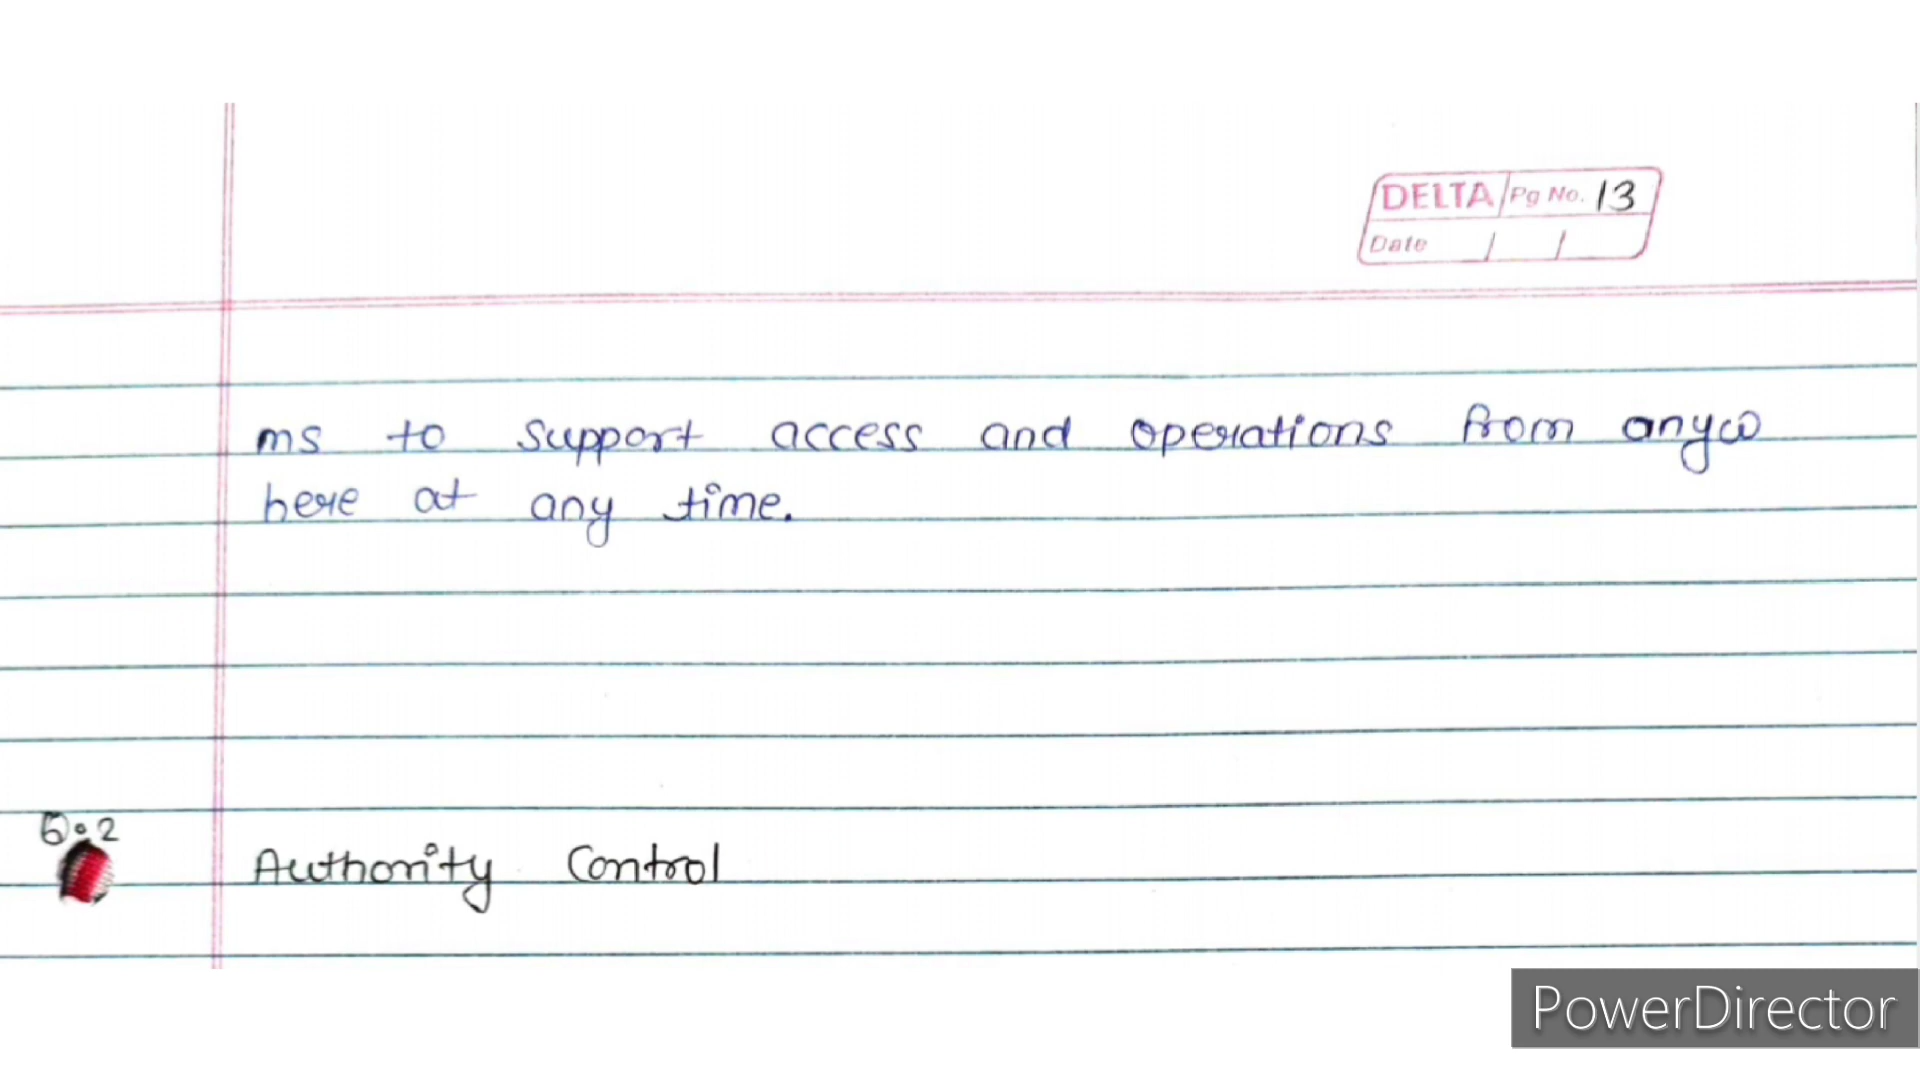 DELTA Pg No. 13
Date / /
ms to support access and operations from anyw
here at any time.
6.2
Authority Control
PowerDirector